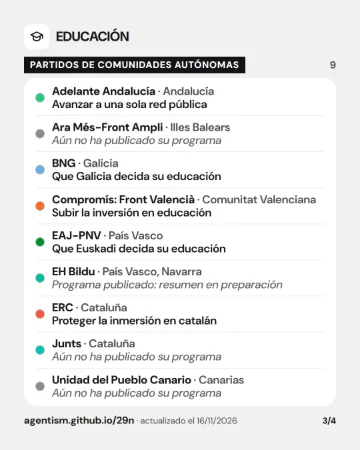 EDUCACIÓN
PARTIDOS DE COMUNIDADES AUTÓNOMAS 9
Adelante Andalucía · Andalucía
Avanzar a una sola red pública
Ara Més-Front Ampli · Illes Balears
Aún no ha publicado su programa
BNG · Galicia
Que Galicia decida su educación
Compromís: Front Valencià · Comunitat Valenciana
Subir la inversión en educación
EAJ-PNV · País Vasco
Que Euskadi decida su educación
EH Bildu · País Vasco, Navarra
Programa publicado: resumen en preparación
ERC · Cataluña
Proteger la inmersión en catalán
Junts · Cataluña
Aún no ha publicado su programa
Unidad del Pueblo Canario · Canarias
Aún no ha publicado su programa
agentism.github.io/29n · actualizado el 16/11/2026 3/4